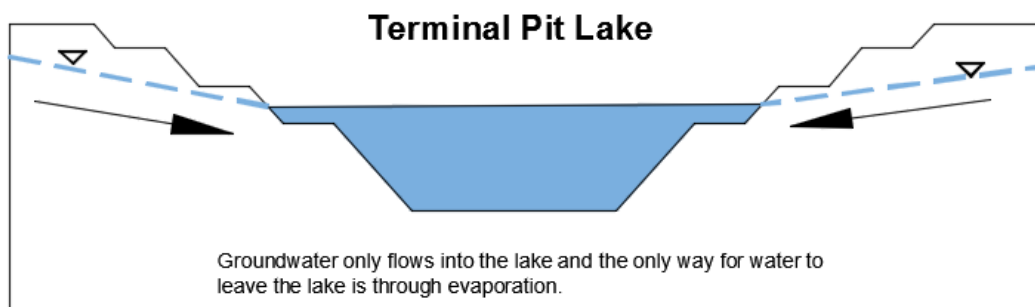 Terminal Pit Lake
Groundwater only flows into the lake and the only way for water to
leave the lake is through evaporation.